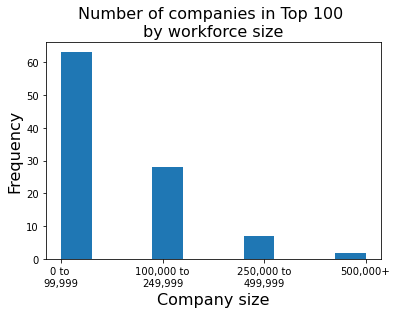 Number of companies in Top 100
by workforce size
Frequency
60
50
40
30
20
10
0
0 to
99,999
100,000 to
249,999
250,000 to
499,999
500,000+
Company size